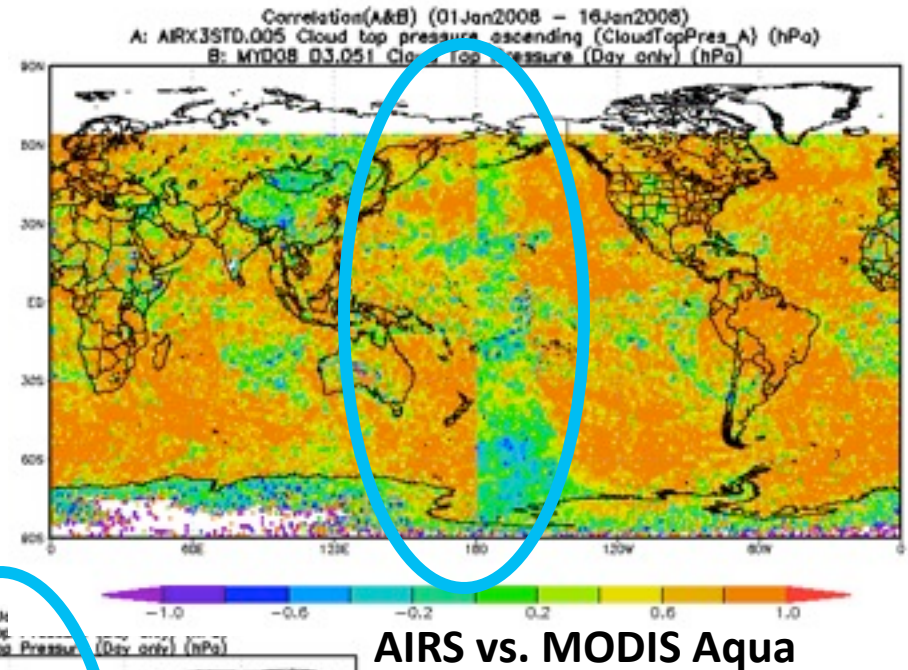 Correlation(A&B) (01Jan2008 – 16Jan2008)
A: AIRX3STD.005 Cloud top pressure ascending (CloudTopPres_A) (hPa)
B: MYD08 D3.051 Cloud Top Pressure (Day only) (hPa)
90N
60N
30N
EQ
30S
60S
90S
0 60E 120E 180 120W 60W 0
-1.0 -0.6 -0.2 0.2 0.6 1.0
Pressure (Day only) (hPa)
AIRS vs. MODIS Aqua